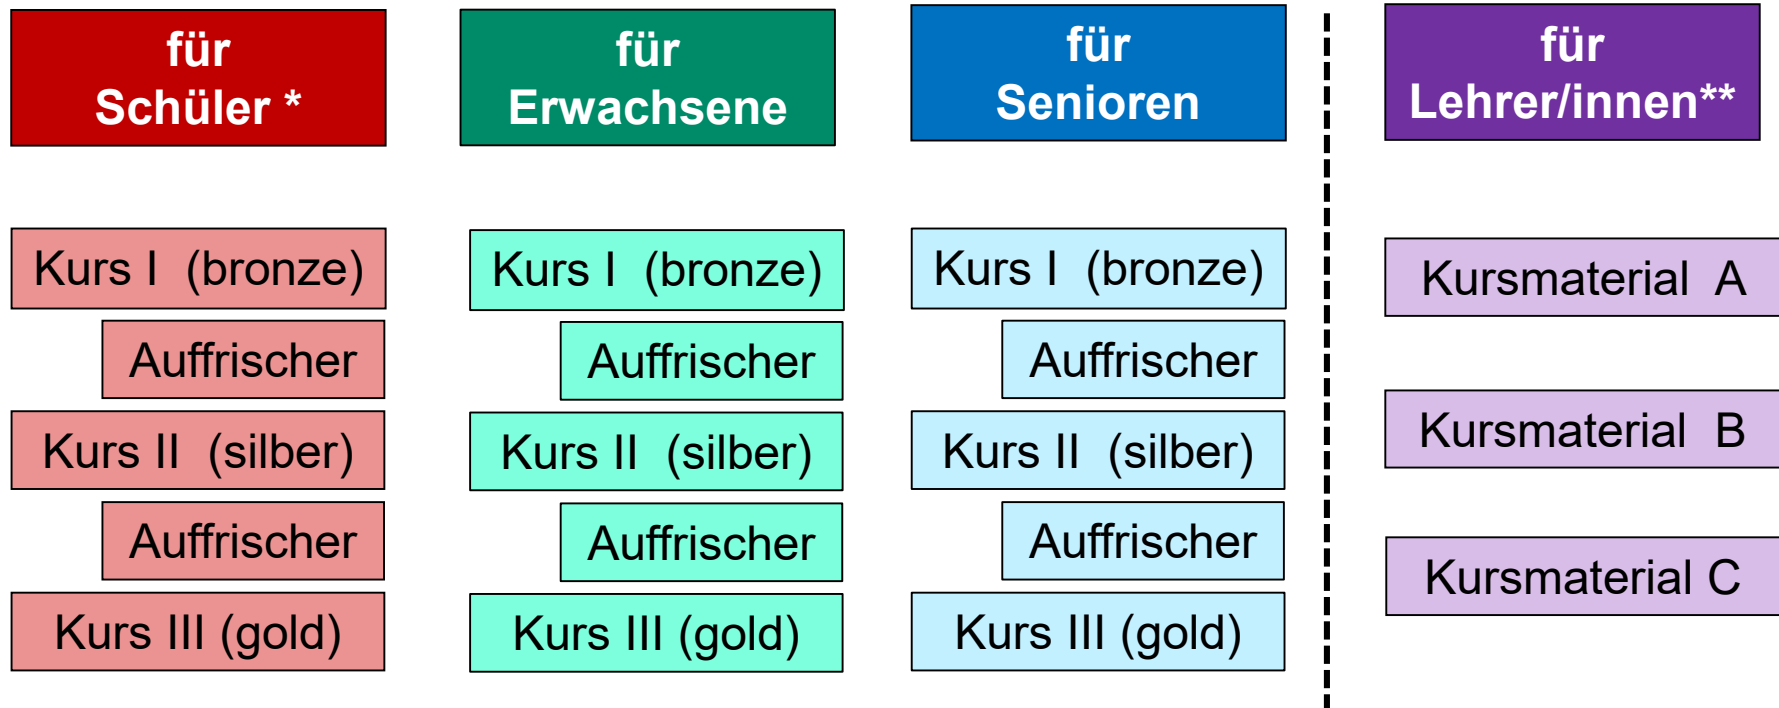 für
Schüler *
für
Erwachsene
für
Senioren
für
Lehrer/innen**
Kurs I (bronze)
Auffrischer
Kurs II (silber)
Auffrischer
Kurs III (gold)
Kurs I (bronze)
Auffrischer
Kurs II (silber)
Auffrischer
Kurs III (gold)
Kurs I (bronze)
Auffrischer
Kurs II (silber)
Auffrischer
Kurs III (gold)
Kursmaterial A
Kursmaterial B
Kursmaterial C